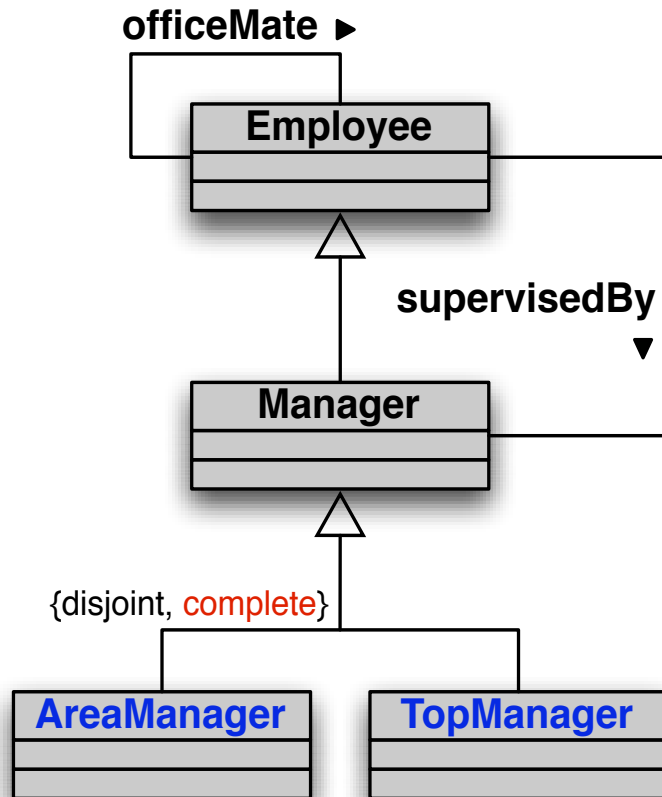 officeMate ►
Employee
supervisedBy
▼
Manager
{disjoint, complete}
AreaManager
TopManager